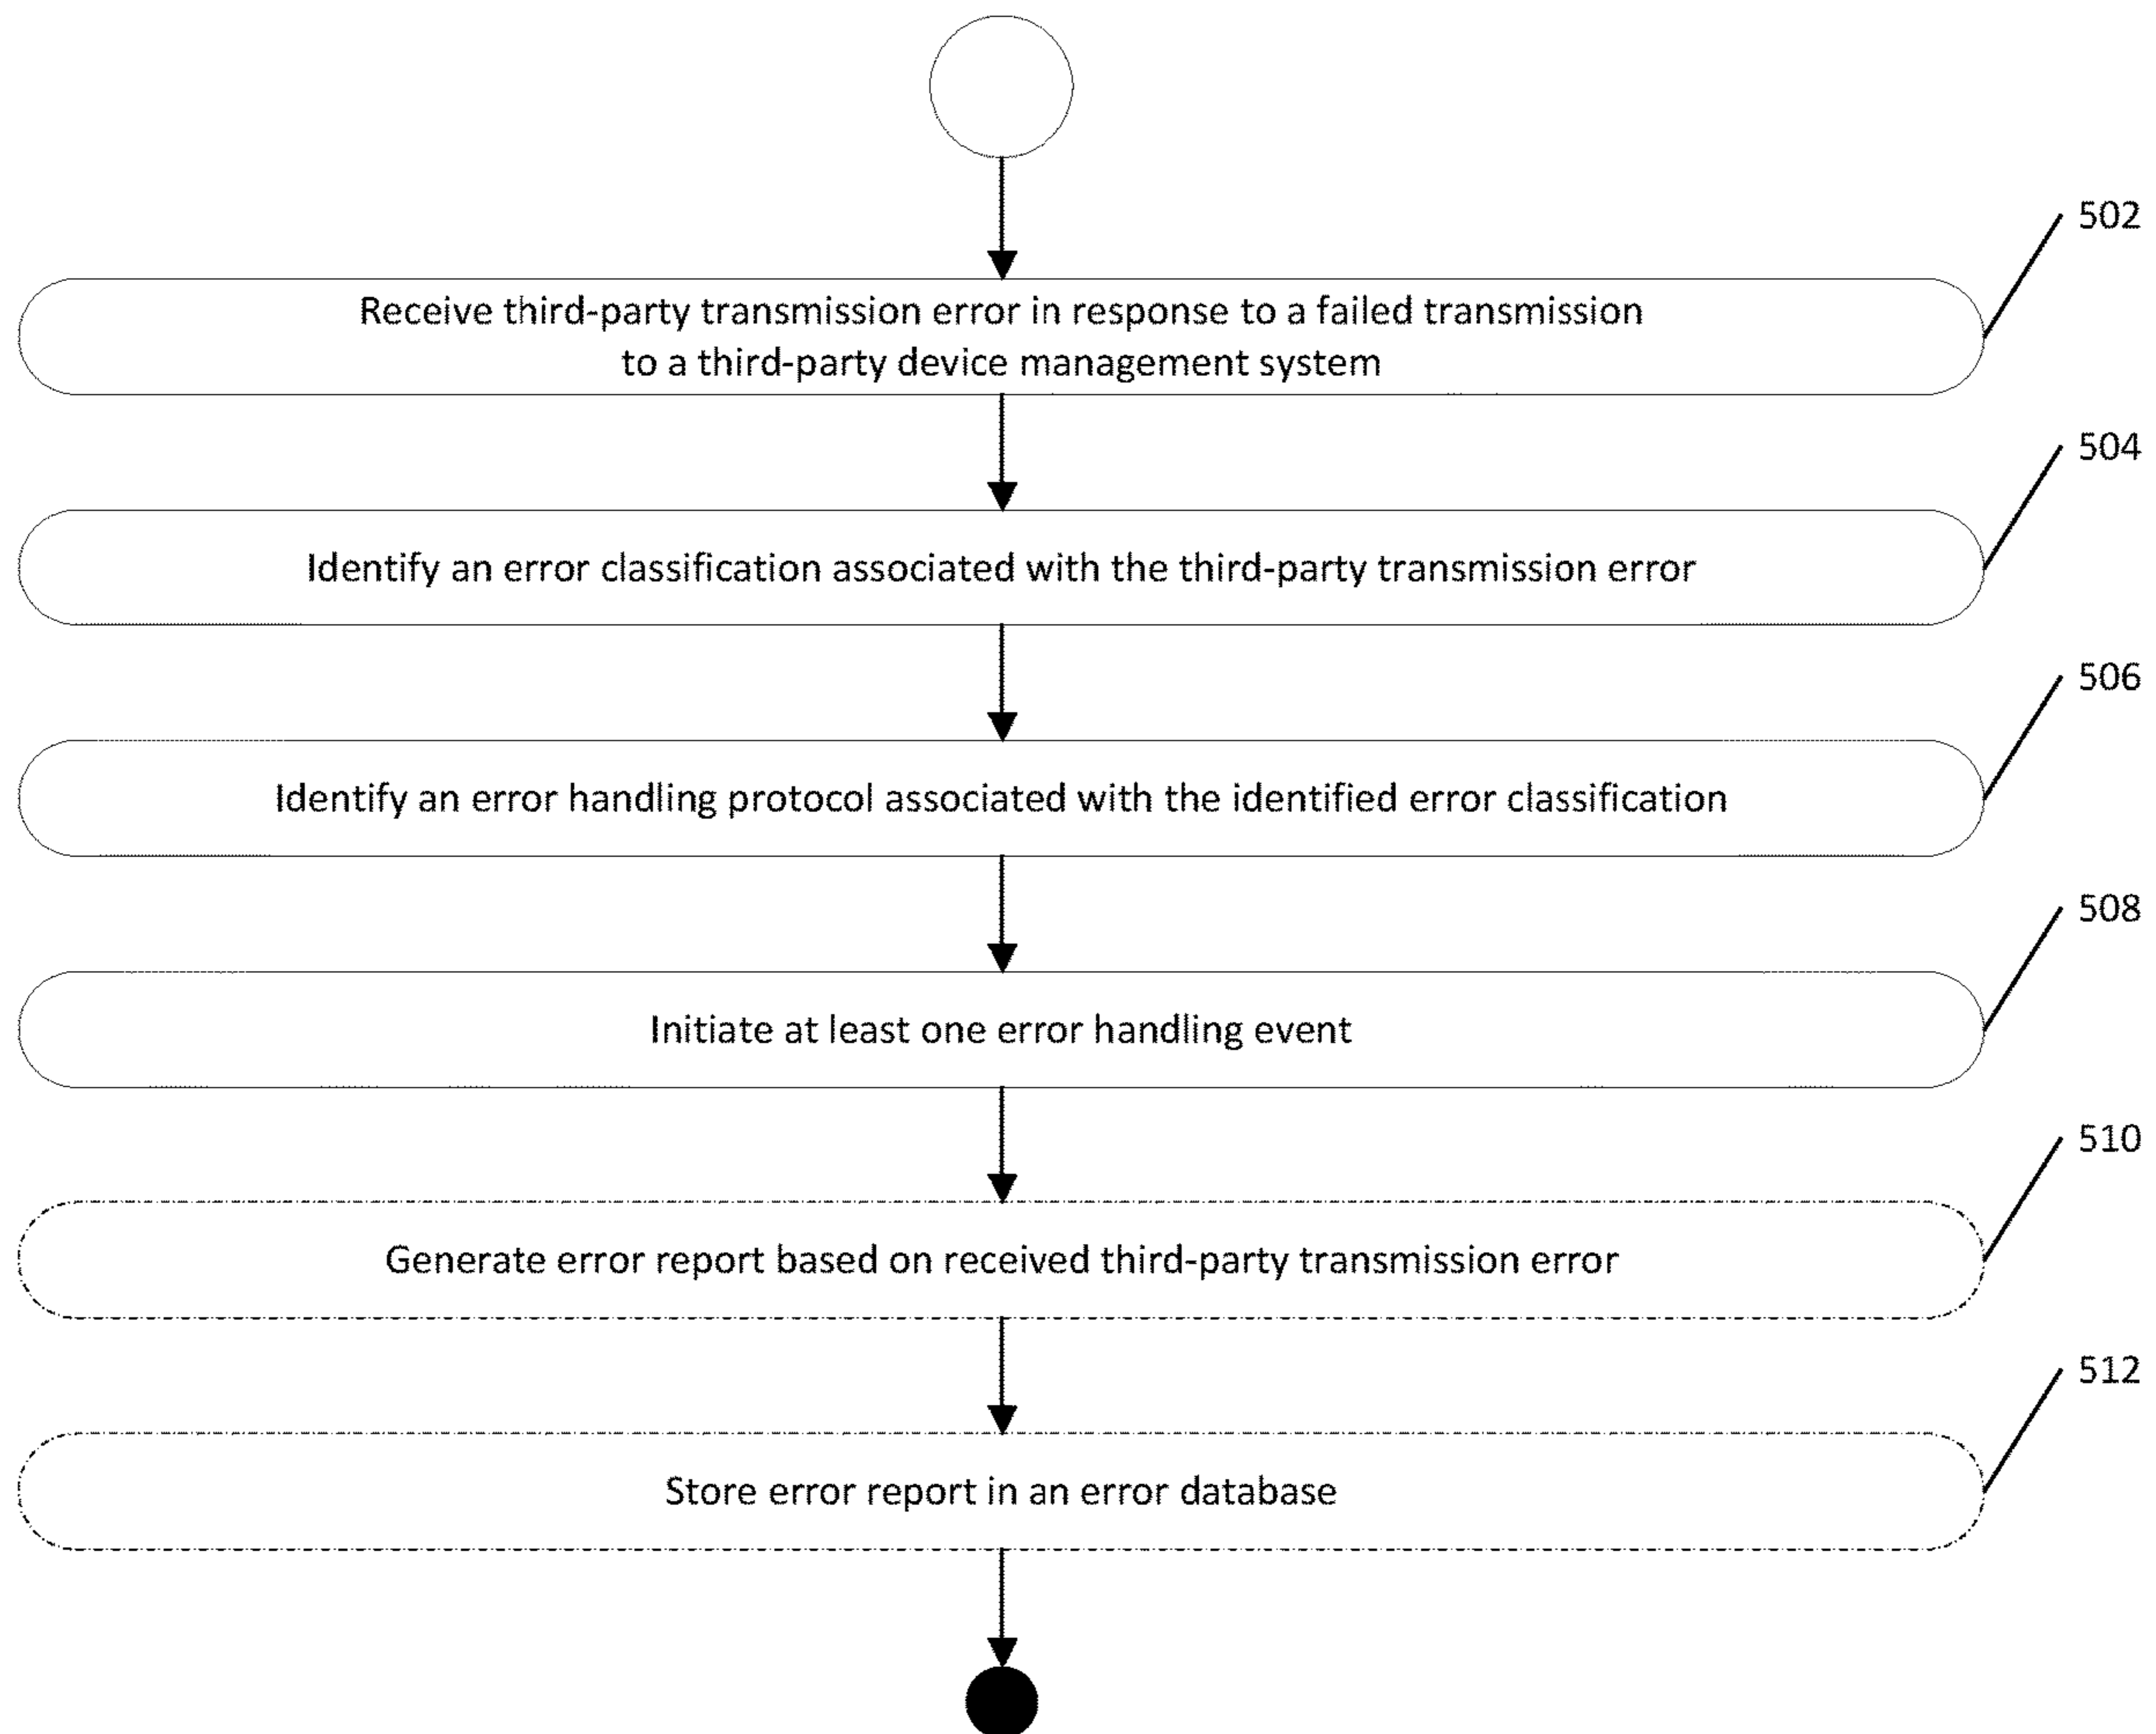 502
Receive third-party transmission error in response to a failed transmission
to a third-party device management system
504
Identify an error classification associated with the third-party transmission error
506
Identify an error handling protocol associated with the identified error classification
508
Initiate at least one error handling event
510
Generate error report based on received third-party transmission error
512
Store error report in an error database